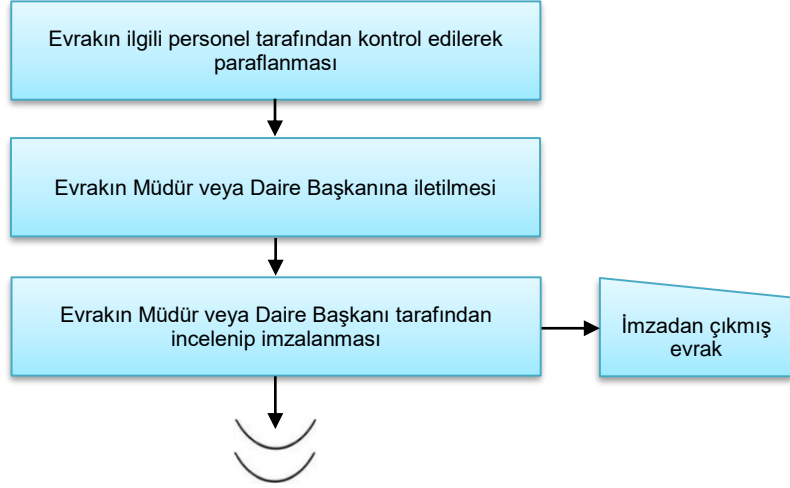 Evrakın ilgili personel tarafından kontrol edilerek
paraflanması
Evrakın Müdür veya Daire Başkanına iletilmesi
Evrakın Müdür veya Daire Başkanı tarafından
incelenip imzalanması
İmzadan çıkmış
evrak